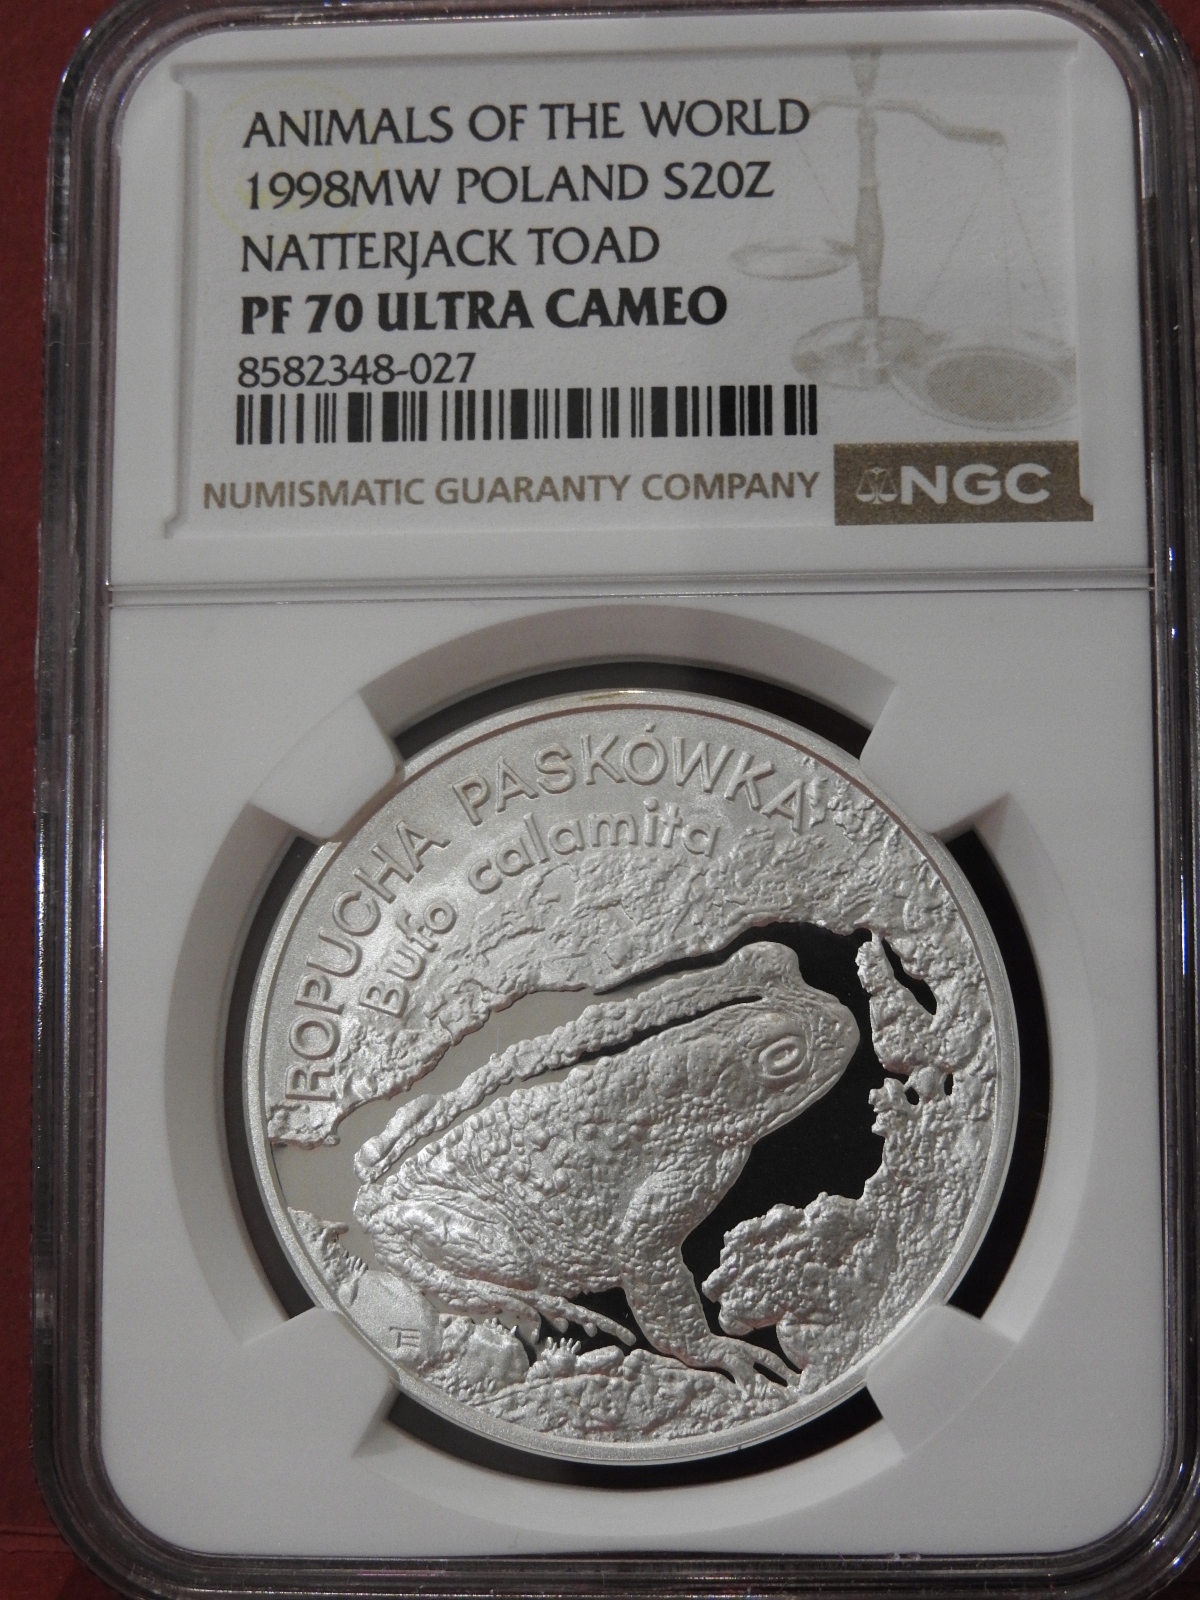 ANIMALS OF THE WORLD
1998MW POLAND S20Z
NATTERJACK TOAD
PF 70 ULTRA CAMEO
8582348-027
NUMISMATIC GUARANTY COMPANY
NGC
ROPUCHA PASKÓWKA
Bufo calamita